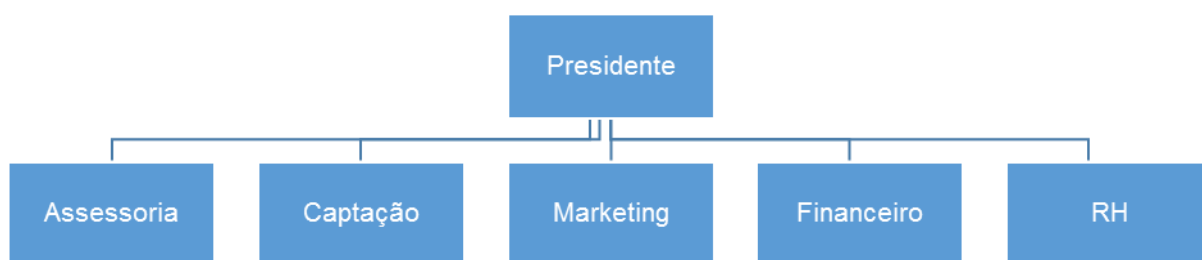 Presidente
Assessoria
Captação
Marketing
Financeiro
RH